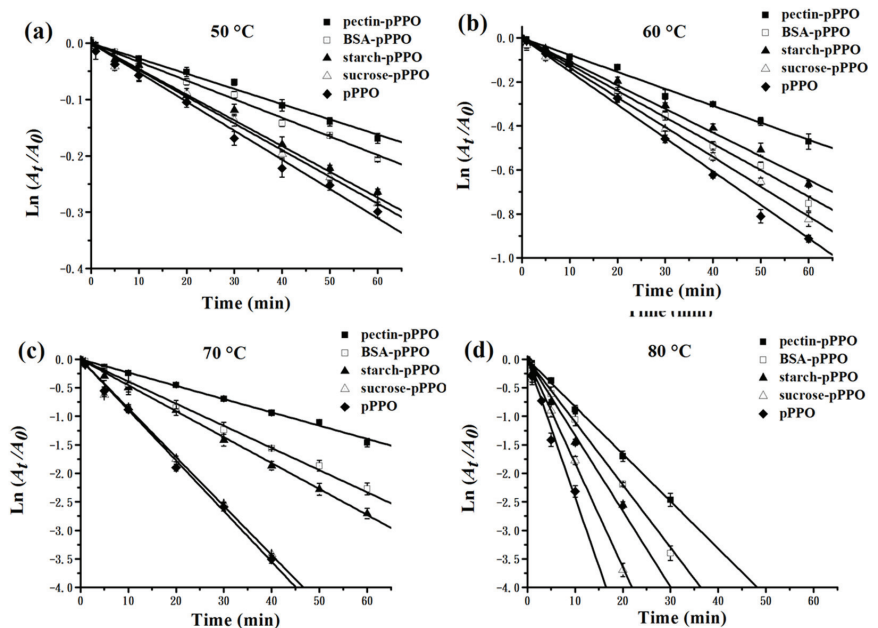 (a)
50 °C
pectin-pPPO
BSA-pPPO
starch-pPPO
sucrose-pPPO
pPPO
0.0
-0.1
-0.2
-0.3
-0.4
Ln (At/A0)
0 10 20 30 40 50 60
Time (min)
(b)
60 °C
pectin-pPPO
BSA-pPPO
starch-pPPO
sucrose-pPPO
pPPO
0.0
-0.2
-0.4
-0.6
-0.8
-1.0
Ln (At/A0)
0 10 20 30 40 50 60
Time (min)
Time (min)
(c)
70 °C
pectin-pPPO
BSA-pPPO
starch-pPPO
sucrose-pPPO
pPPO
0.0
-0.5
-1.0
-1.5
-2.0
-2.5
-3.0
-3.5
-4.0
Ln (At/A0)
0 10 20 30 40 50 60
Time (min)
(d)
80 °C
pectin-pPPO
BSA-pPPO
starch-pPPO
sucrose-pPPO
pPPO
0.0
-0.5
-1.0
-1.5
-2.0
-2.5
-3.0
-3.5
-4.0
Ln (At/A0)
0 10 20 30 40 50 60
Time (min)